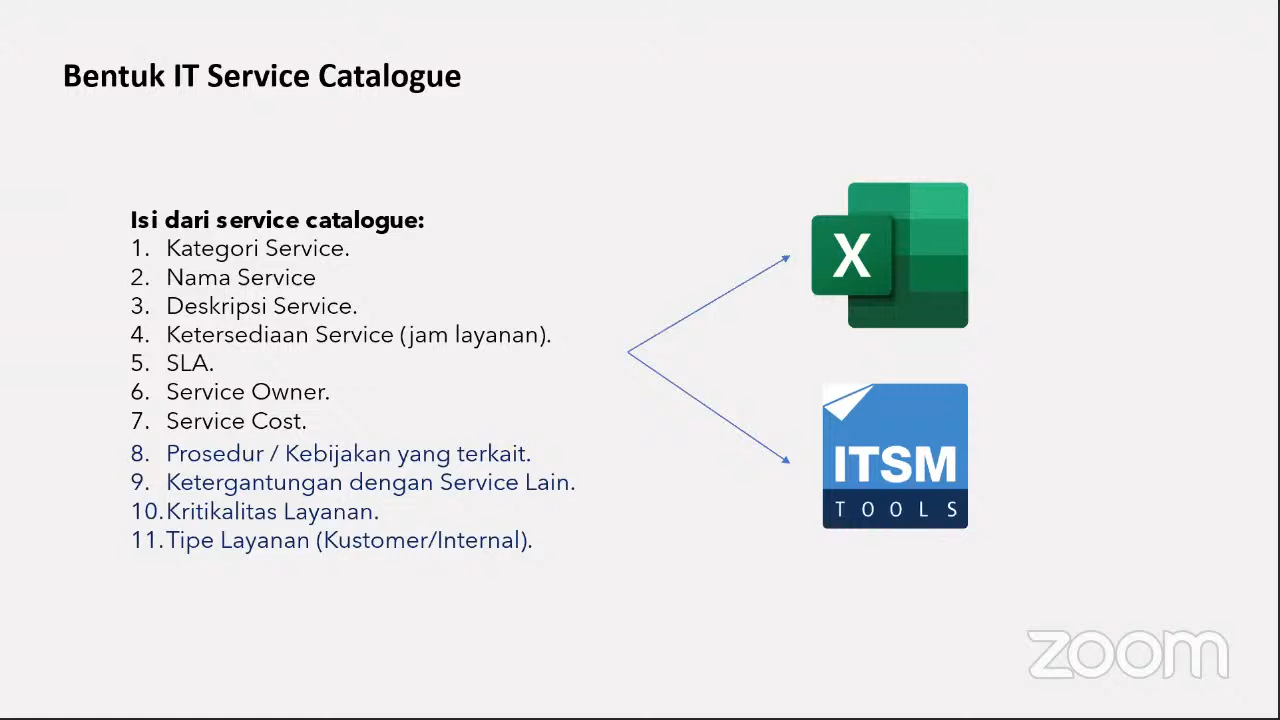 Bentuk IT Service Catalogue
Isi dari service catalogue:
1. Kategori Service.
2. Nama Service
3. Deskripsi Service.
4. Ketersediaan Service (jam layanan).
5. SLA.
6. Service Owner.
7. Service Cost.
8. Prosedur / Kebijakan yang terkait.
9. Ketergantungan dengan Service Lain.
10. Kritikalitas Layanan.
11. Tipe Layanan (Kustomer/Internal).
X
ITSM
TOOLS
zoom